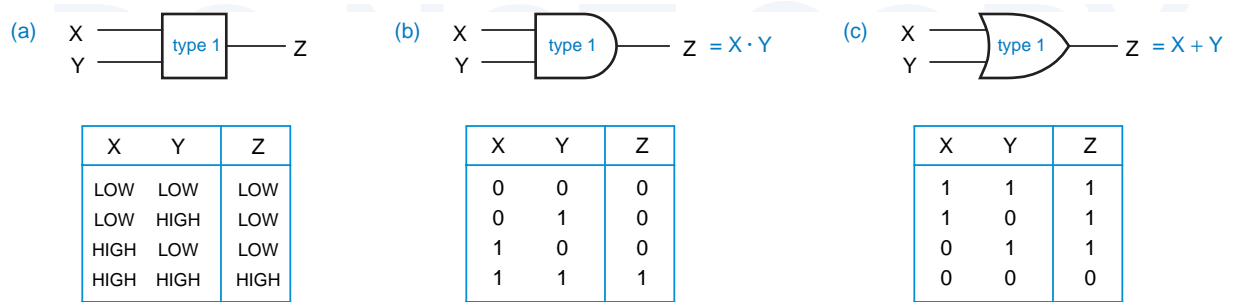 (a) X Y type 1 Z
(b) X Y type 1 Z = X · Y
(c) X Y type 1 Z = X + Y
X Y Z
LOW LOW LOW
LOW HIGH LOW
HIGH LOW LOW
HIGH HIGH HIGH
X Y Z
0 0 0
0 1 0
1 0 0
1 1 1
X Y Z
1 1 1
1 0 1
0 1 1
0 0 0